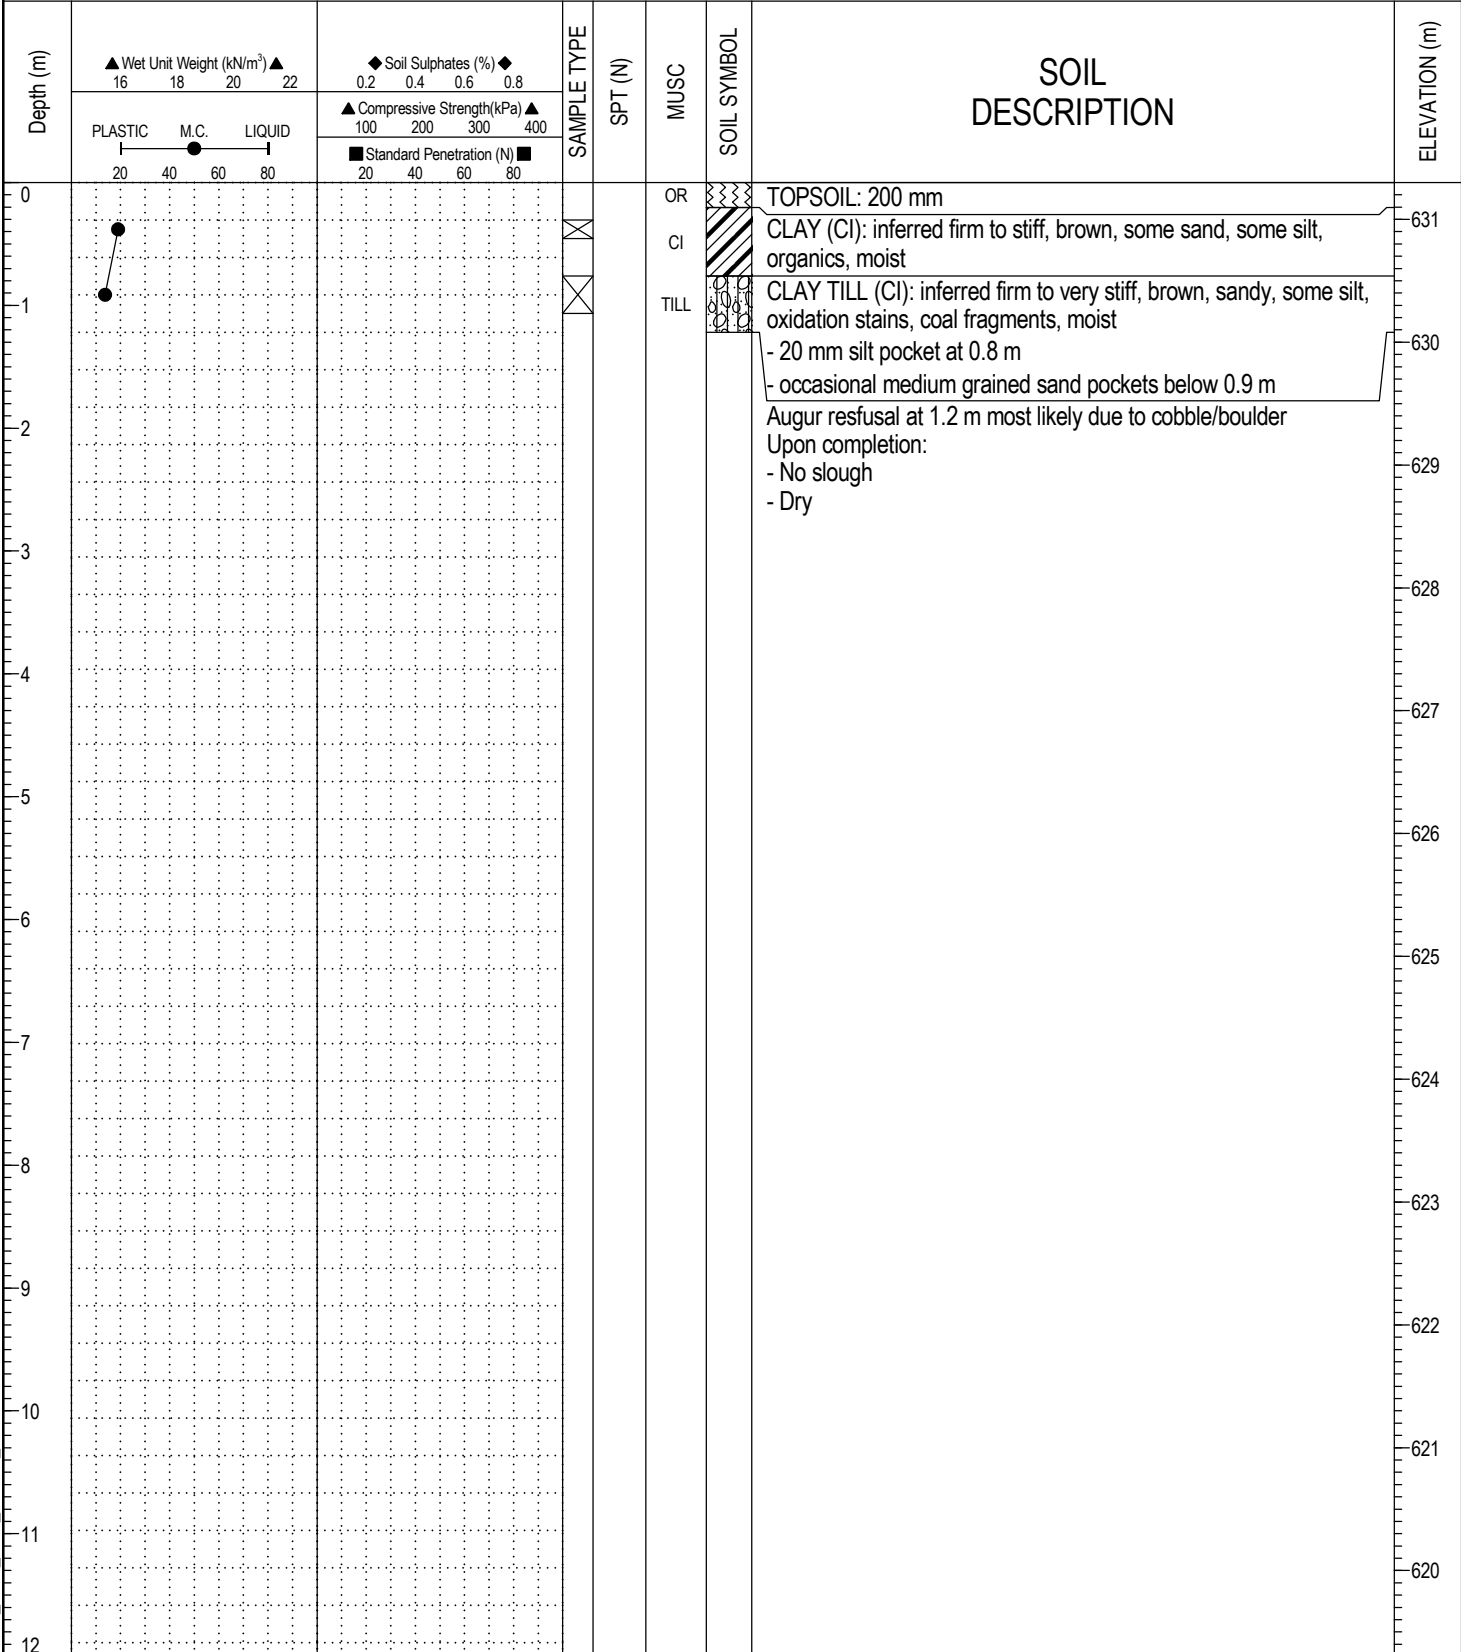 Depth (m)
▲ Wet Unit Weight (kN/m³) ▲
16 18 20 22
PLASTIC M.C. LIQUID
20 40 60 80
◆ Soil Sulphates (%) ◆
0.2 0.4 0.6 0.8
▲ Compressive Strength(kPa) ▲
100 200 300 400
■ Standard Penetration (N) ■
20 40 60 80
SAMPLE TYPE
SPT (N)
MUSC
SOIL SYMBOL
SOIL
DESCRIPTION
ELEVATION (m)
0
1
2
3
4
5
6
7
8
9
10
11
12
OR
CI
TILL
TOPSOIL: 200 mm
CLAY (CI): inferred firm to stiff, brown, some sand, some silt,
organics, moist
CLAY TILL (CI): inferred firm to very stiff, brown, sandy, some silt,
oxidation stains, coal fragments, moist
- 20 mm silt pocket at 0.8 m
- occasional medium grained sand pockets below 0.9 m
Augur resfusal at 1.2 m most likely due to cobble/boulder
Upon completion:
- No slough
- Dry
631
630
629
628
627
626
625
624
623
622
621
620